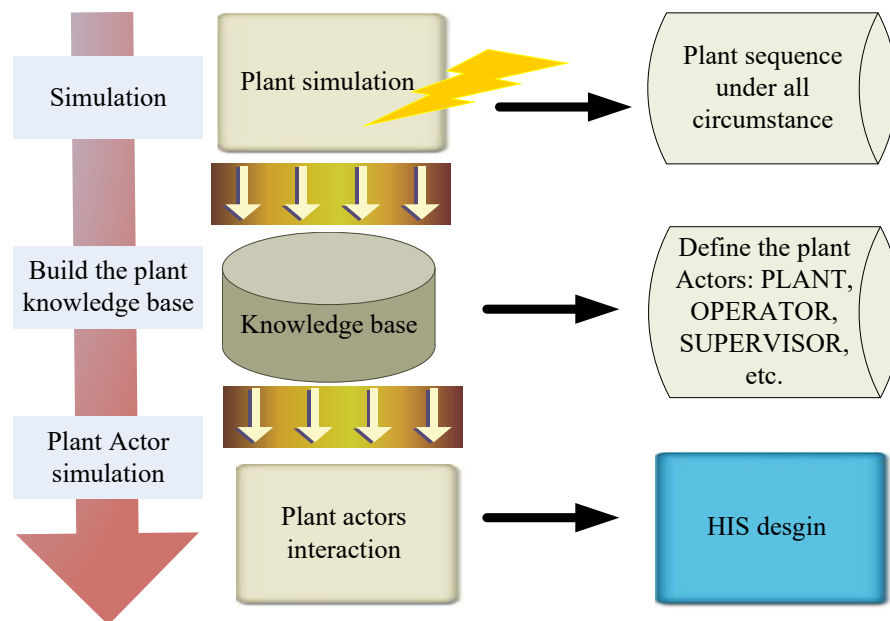 Simulation
Plant simulation
Plant sequence
under all
circumstance
Build the plant
knowledge base
Knowledge base
Define the plant
Actors: PLANT,
OPERATOR,
SUPERVISOR,
etc.
Plant Actor
simulation
Plant actors
interaction
HIS desgin